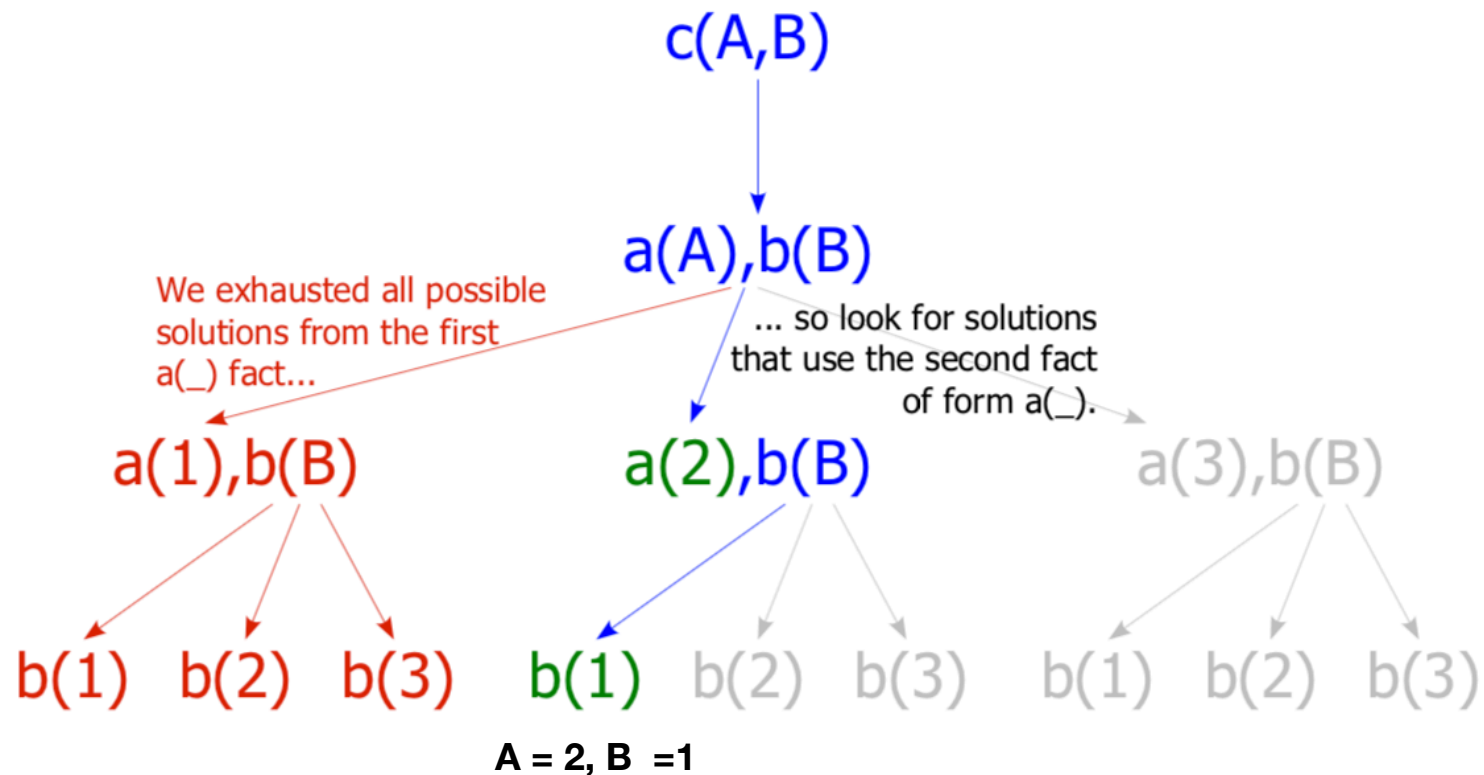 c(A,B)
a(A),b(B)
We exhausted all possible
solutions from the first
a(_) fact...
... so look for solutions
that use the second fact
of form a(_).
a(1),b(B)
a(2),b(B)
a(3),b(B)
b(1) b(2) b(3)
b(1) b(2) b(3)
b(1) b(2) b(3)
A = 2, B =1